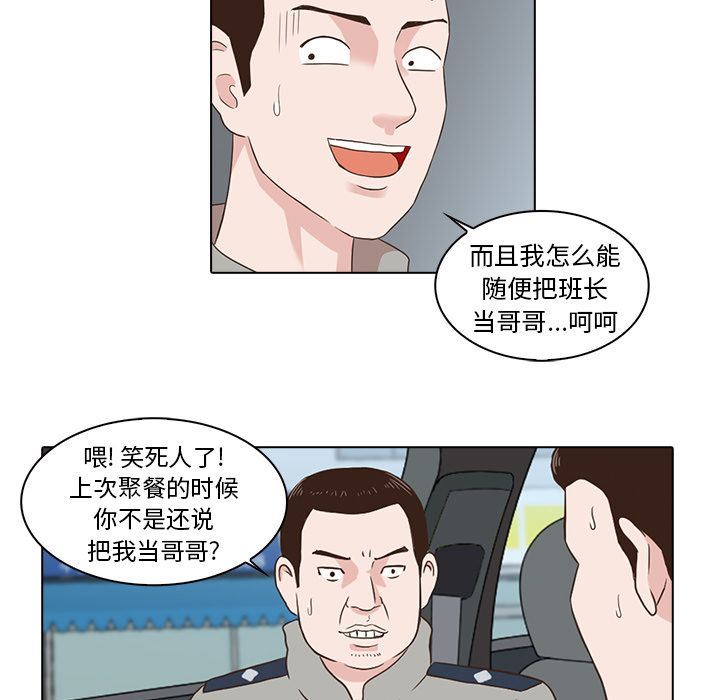 而且我怎么能
随便把班长
当哥哥...呵呵
喂! 笑死人了!
上次聚餐的时候
你不是还说
把我当哥哥?